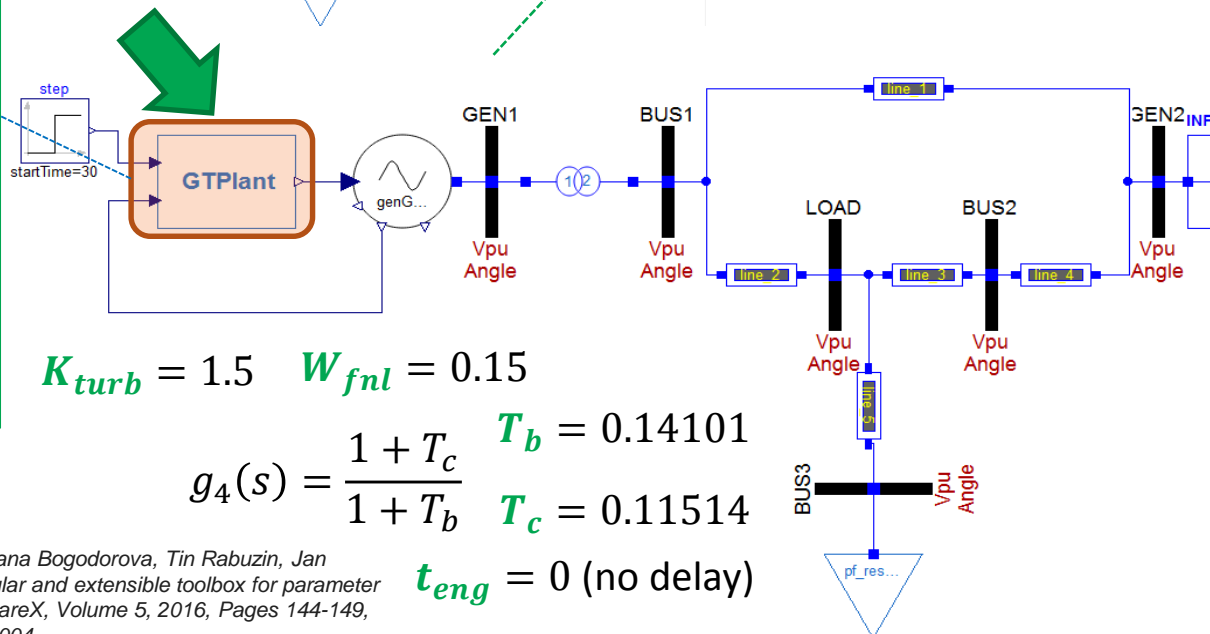 step
startTime=30
GTPlant
genG...
GEN1
Vpu
Angle
1 2
BUS1
Vpu
Angle
line_1
GEN2
INF
Vpu
Angle
LOAD
Vpu
Angle
BUS2
Vpu
Angle
line_2
line_3
line_4
line_5
BUS3
Vpu
Angle
pf_res...
K_turb = 1.5 W_fnl = 0.15
g_4(s) = (1 + T_c) / (1 + T_b)
T_b = 0.14101
T_c = 0.11514
t_eng = 0 (no delay)
ana Bogodorova, Tin Rabuzin, Jan
ular and extensible toolbox for parameter
areX, Volume 5, 2016, Pages 144-149,